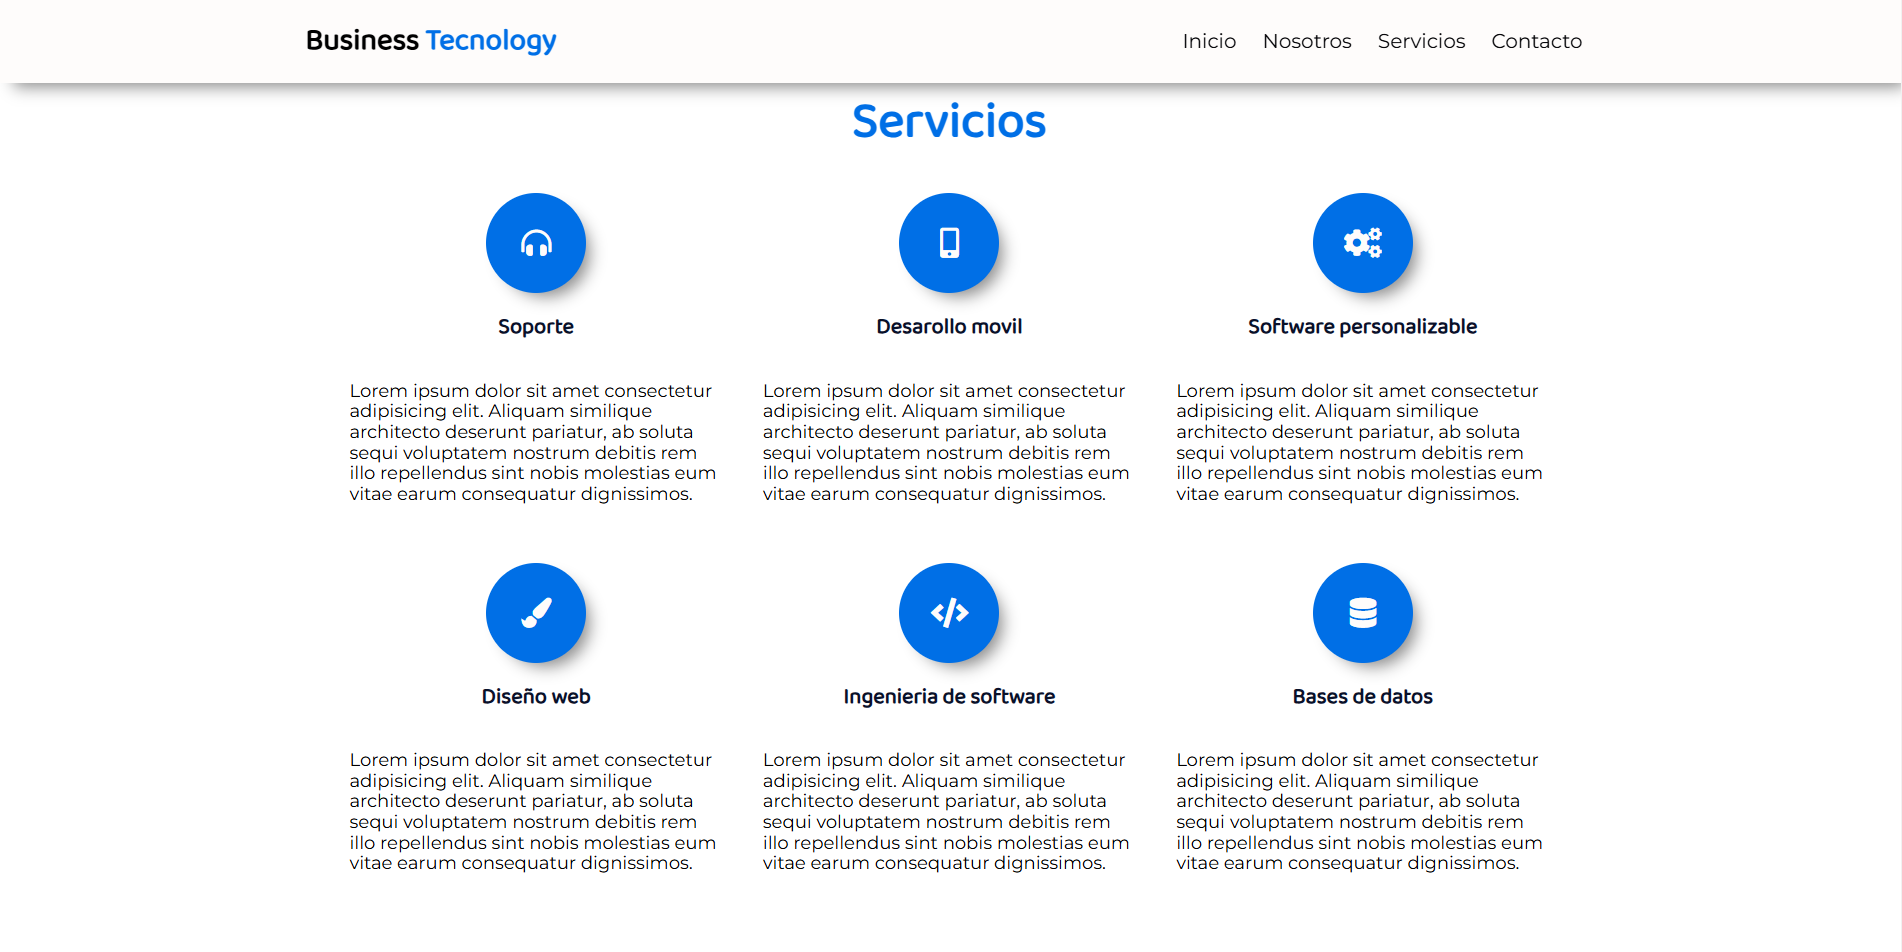 Business Tecnology
Inicio Nosotros Servicios Contacto
Servicios
Soporte
Lorem ipsum dolor sit amet consectetur
adipisicing elit. Aliquam similique
architecto deserunt pariatur, ab soluta
sequi voluptatem nostrum debitis rem
illo repellendus sint nobis molestias eum
vitae earum consequatur dignissimos.
Desarollo movil
Lorem ipsum dolor sit amet consectetur
adipisicing elit. Aliquam similique
architecto deserunt pariatur, ab soluta
sequi voluptatem nostrum debitis rem
illo repellendus sint nobis molestias eum
vitae earum consequatur dignissimos.
Software personalizable
Lorem ipsum dolor sit amet consectetur
adipisicing elit. Aliquam similique
architecto deserunt pariatur, ab soluta
sequi voluptatem nostrum debitis rem
illo repellendus sint nobis molestias eum
vitae earum consequatur dignissimos.
Diseño web
Lorem ipsum dolor sit amet consectetur
adipisicing elit. Aliquam similique
architecto deserunt pariatur, ab soluta
sequi voluptatem nostrum debitis rem
illo repellendus sint nobis molestias eum
vitae earum consequatur dignissimos.
Ingenieria de software
Lorem ipsum dolor sit amet consectetur
adipisicing elit. Aliquam similique
architecto deserunt pariatur, ab soluta
sequi voluptatem nostrum debitis rem
illo repellendus sint nobis molestias eum
vitae earum consequatur dignissimos.
Bases de datos
Lorem ipsum dolor sit amet consectetur
adipisicing elit. Aliquam similique
architecto deserunt pariatur, ab soluta
sequi voluptatem nostrum debitis rem
illo repellendus sint nobis molestias eum
vitae earum consequatur dignissimos.